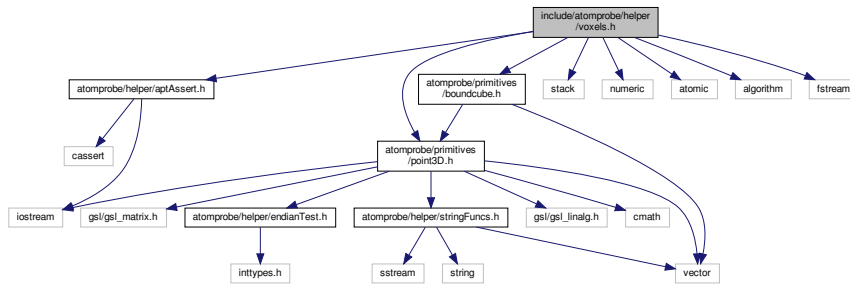 include/atomprobe/helper
/voxels.h
atomprobe/helper/aptAssert.h
atomprobe/primitives
/boundcube.h
stack
numeric
atomic
algorithm
fstream
cassert
atomprobe/primitives
/point3D.h
iostream
gsl/gsl_matrix.h
atomprobe/helper/endianTest.h
atomprobe/helper/stringFuncs.h
gsl/gsl_linalg.h
cmath
inttypes.h
sstream
string
vector